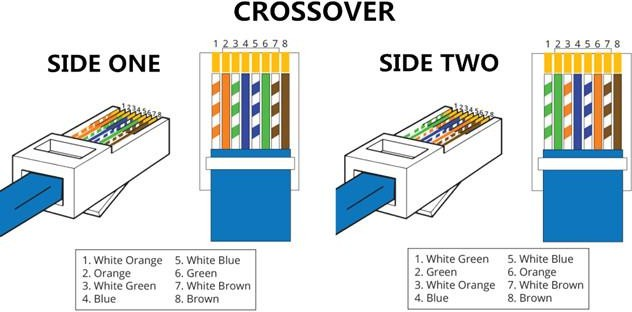 CROSSOVER
SIDE ONE
1 2 3 4 5 6 7 8
12345678
1. White Orange 5. White Blue
2. Orange 6. Green
3. White Green 7. White Brown
4. Blue 8. Brown
SIDE TWO
1 2 3 4 5 6 7 8
12345678
1. White Green 5. White Blue
2. Green 6. Orange
3. White Orange 7. White Brown
4. Blue 8. Brown